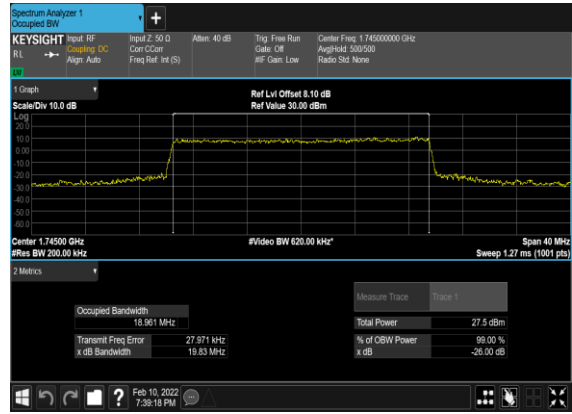 Spectrum Analyzer 1
Occupied BW
+
KEYSIGHT
R L
Input: RF
Coupling: DC
Align: Auto
Input Z: 50 Ω
Corr CCorr
Freq Ref: Int (S)
Atten: 40 dB
Trig: Free Run
Gate: Off
#IF Gain: Low
Center Freq: 1.745000000 GHz
Avg|Hold: 500/500
Radio Std: None
1 Graph
Scale/Div 10.0 dB
Ref Lvl Offset 8.10 dB
Ref Value 30.00 dBm
Log
20.0
10.0
0.00
-10.0
-20.0
-30.0
-40.0
-50.0
-60.0
Center 1.74500 GHz
#Res BW 200.00 kHz
#Video BW 620.00 kHz*
Span 40 MHz
Sweep 1.27 ms (1001 pts)
2 Metrics
Occupied Bandwidth
18.961 MHz
Transmit Freq Error 27.971 kHz
x dB Bandwidth 19.83 MHz
Measure Trace Trace 1
Total Power 27.5 dBm
% of OBW Power 99.00 %
x dB -26.00 dB
?
Feb 10, 2022
7:39:18 PM